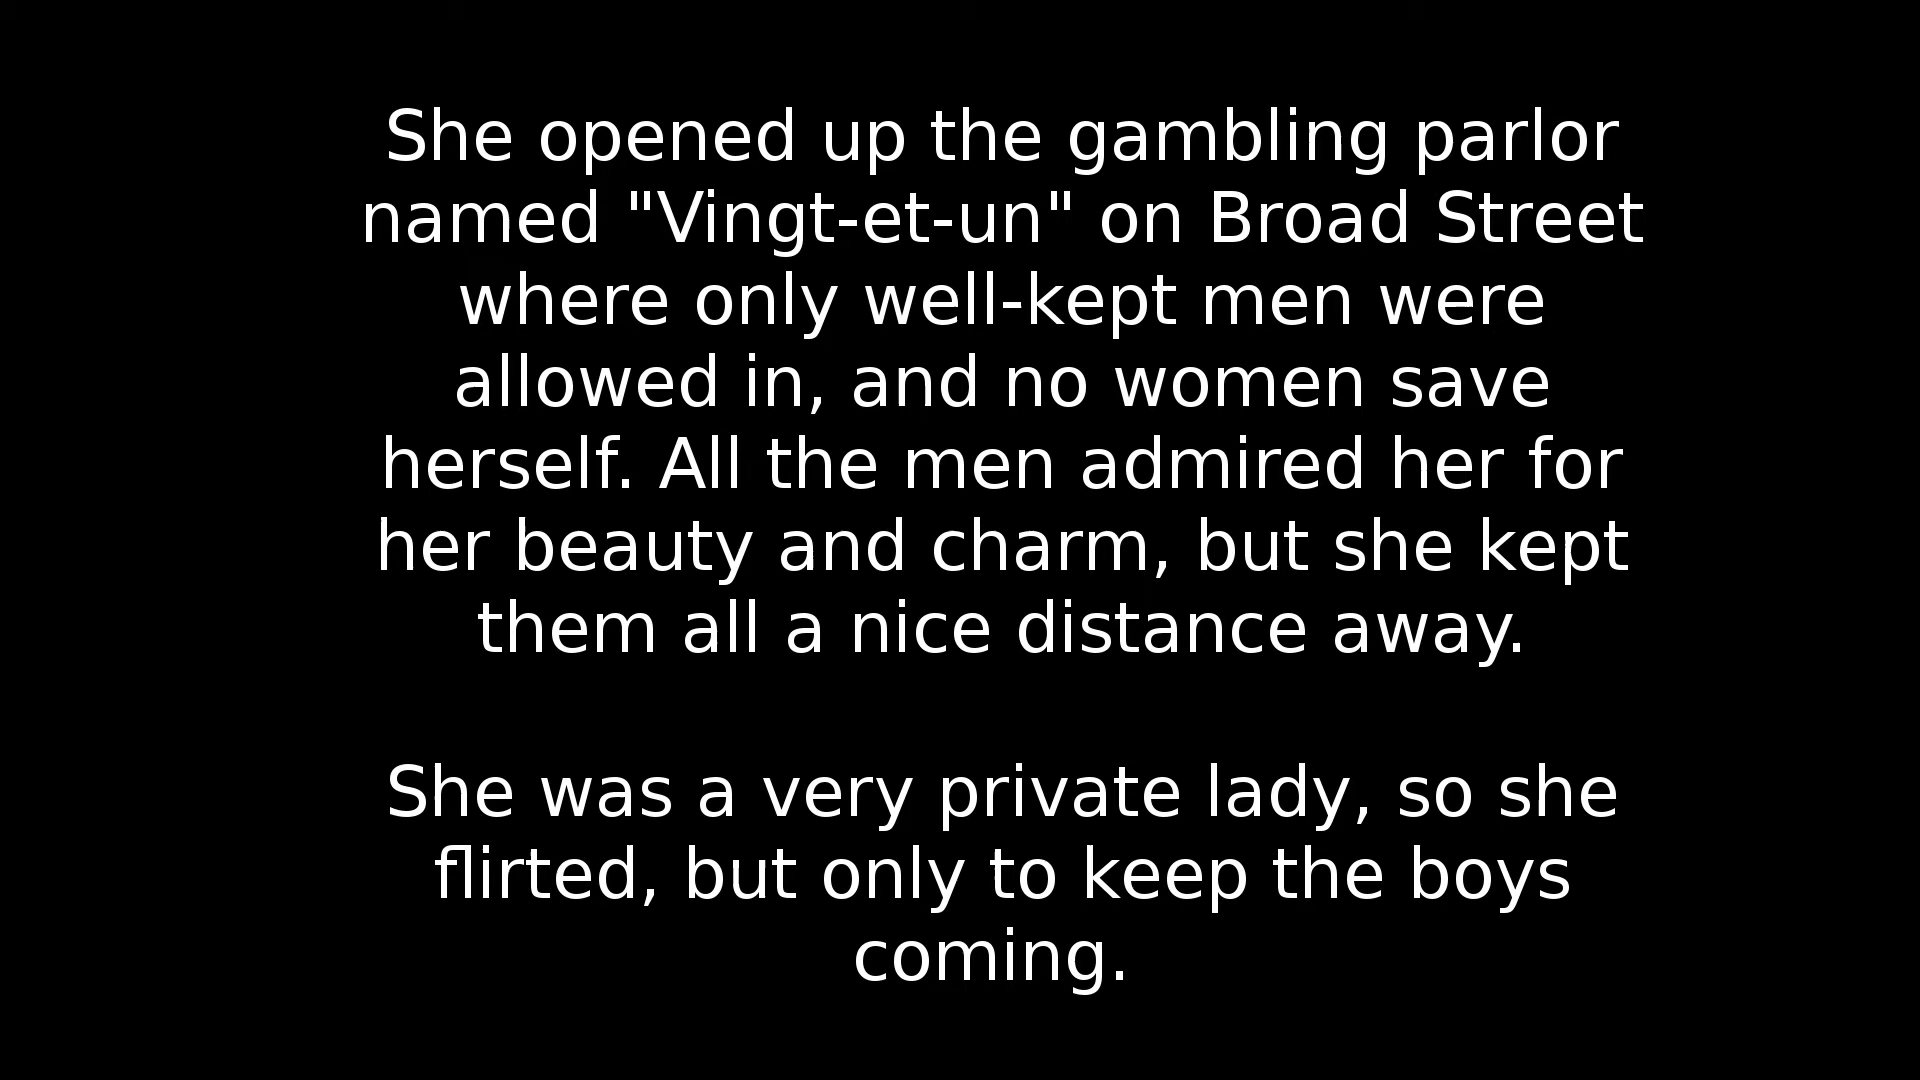 She opened up the gambling parlor
named "Vingt-et-un" on Broad Street
where only well-kept men were
allowed in, and no women save
herself. All the men admired her for
her beauty and charm, but she kept
them all a nice distance away.
She was a very private lady, so she
flirted, but only to keep the boys
coming.